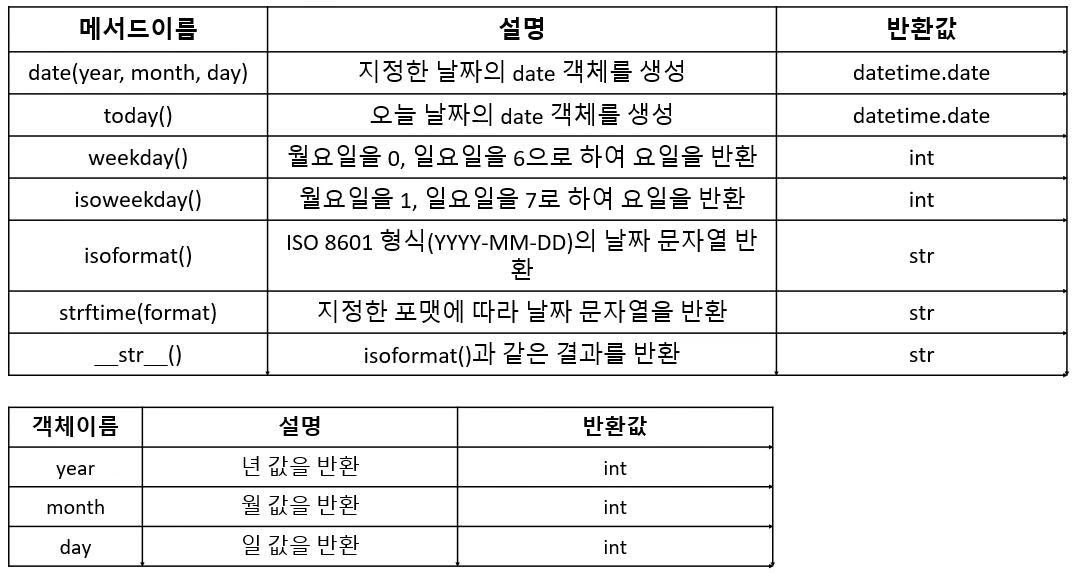 메서드이름 설명 반환값
date(year, month, day) 지정한 날짜의 date 객체를 생성 datetime.date
today() 오늘 날짜의 date 객체를 생성 datetime.date
weekday() 월요일을 0, 일요일을 6으로 하여 요일을 반환 int
isoweekday() 월요일을 1, 일요일을 7로 하여 요일을 반환 int
isoformat() ISO 8601 형식(YYYY-MM-DD)의 날짜 문자열 반
환 str
strftime(format) 지정한 포맷에 따라 날짜 문자열을 반환 str
__str__() isoformat()과 같은 결과를 반환 str
객체이름 설명 반환값
year 년 값을 반환 int
month 월 값을 반환 int
day 일 값을 반환 int